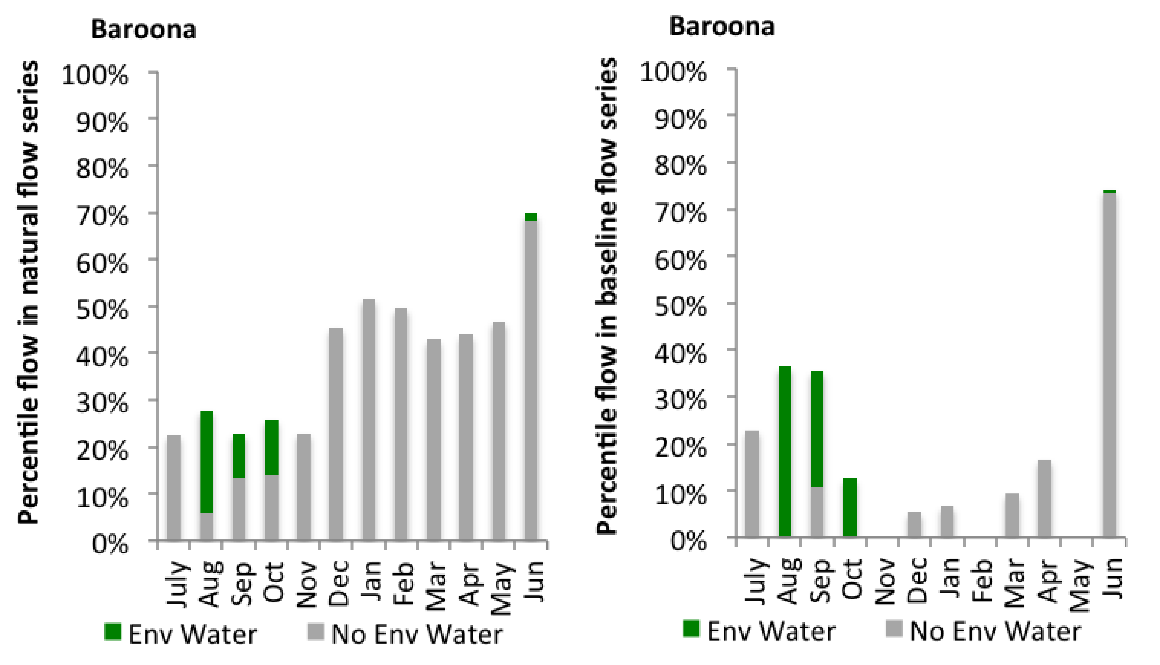 Baroona
Percentile flow in natural flow series
100%
90%
80%
70%
60%
50%
40%
30%
20%
10%
0%
July Aug Sep Oct Nov Dec Jan Feb Mar Apr May Jun
Env Water No Env Water
Baroona
Percentile flow in baseline flow series
100%
90%
80%
70%
60%
50%
40%
30%
20%
10%
0%
July Aug Sep Oct Nov Dec Jan Feb Mar Apr May Jun
Env Water No Env Water